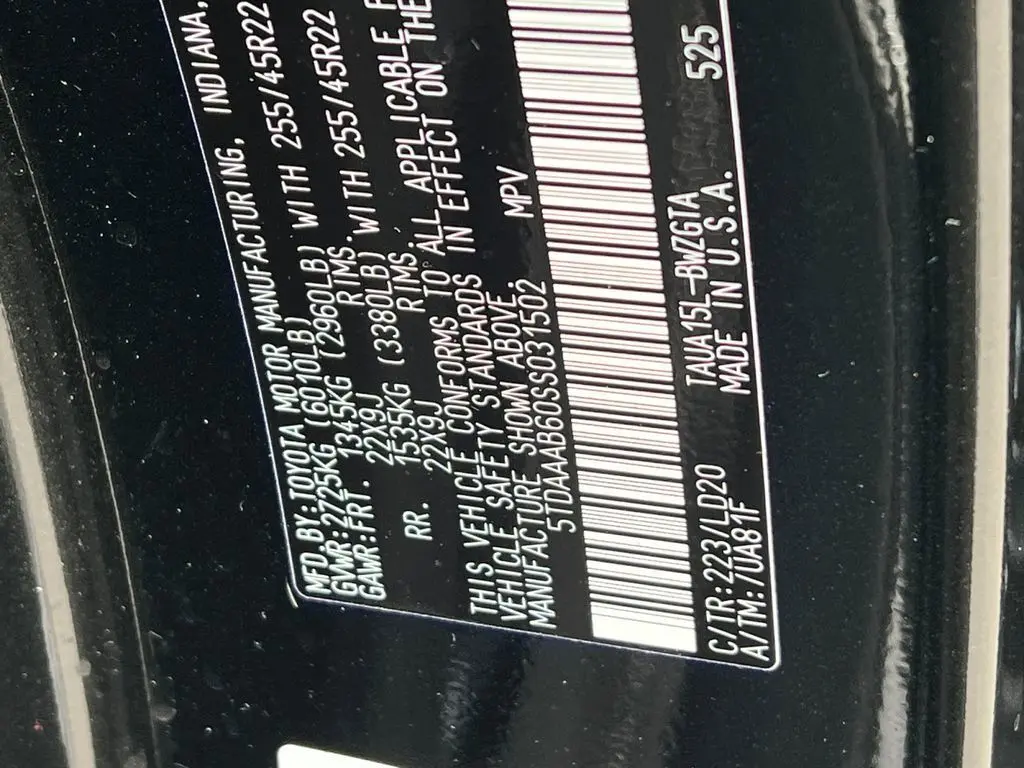 MFD.BY:TOYOTA MOTOR MANUFACTURING, INDIANA,
GVWR:2725KG (6010LB)
GAWR:FRT. 1345KG (2960LB) WITH 255/45R22
22X9J RIMS.
RR. 1535KG (3380LB) WITH 255/45R22
22X9J RIMS.
THIS VEHICLE CONFORMS TO ALL APPLICABLE
VEHICLE SAFETY STANDARDS IN EFFECT ON THE
MANUFACTURE SHOWN ABOVE.
5TDAAAB60SS031502 MPV
C/TR:223/LD20 TAUA15L-BWZGTA 525
A/TM:/UA81F MADE IN U.S.A.